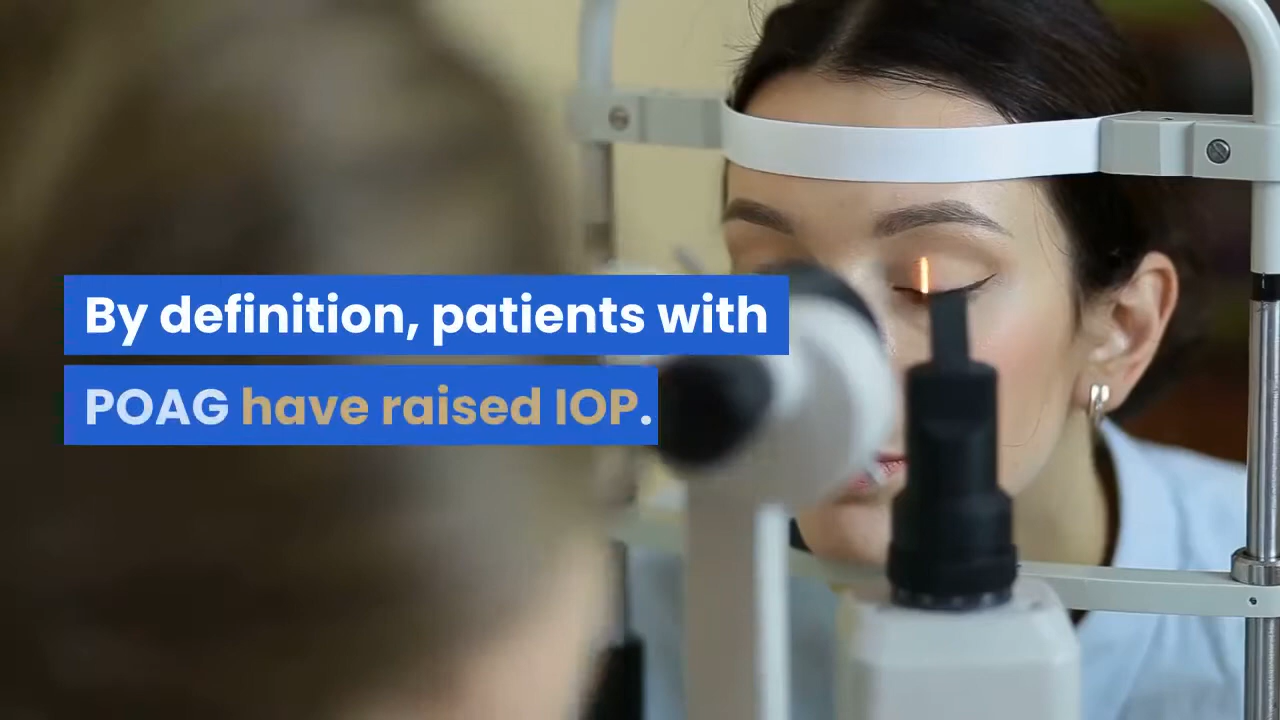 By definition, patients with
POAG have raised IOP.